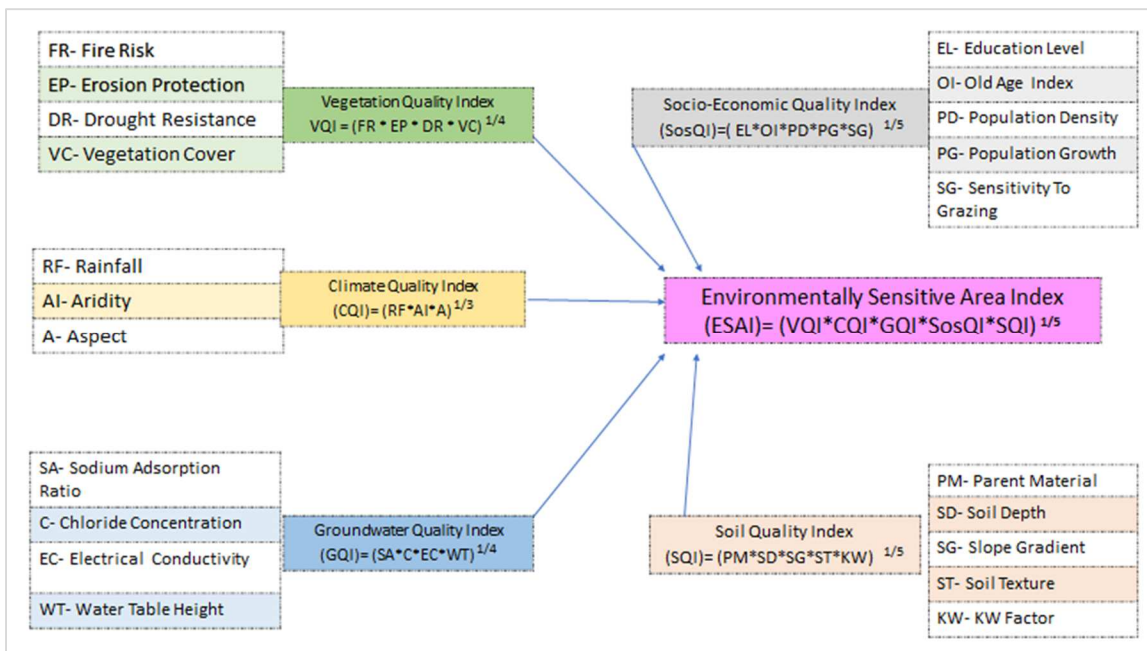 FR- Fire Risk
EP- Erosion Protection
DR- Drought Resistance
VC- Vegetation Cover
Vegetation Quality Index
VQI = (FR * EP * DR * VC) 1/4
Socio-Economic Quality Index
(SosQI)=( EL*OI*PD*PG*SG) 1/5
EL- Education Level
OI- Old Age Index
PD- Population Density
PG- Population Growth
SG- Sensitivity To
Grazing
RF- Rainfall
AI- Aridity
A- Aspect
Climate Quality Index
(CQI)= (RF*AI*A) 1/3
Environmentally Sensitive Area Index
(ESAI)= (VQI*CQI*GQI*SosQI*SQI) 1/5
SA- Sodium Adsorption
Ratio
C- Chloride Concentration
EC- Electrical Conductivity
WT- Water Table Height
Groundwater Quality Index
(GQI)= (SA*C*EC*WT) 1/4
Soil Quality Index
(SQI)= (PM*SD*SG*ST*KW) 1/5
PM- Parent Material
SD- Soil Depth
SG- Slope Gradient
ST- Soil Texture
KW- KW Factor